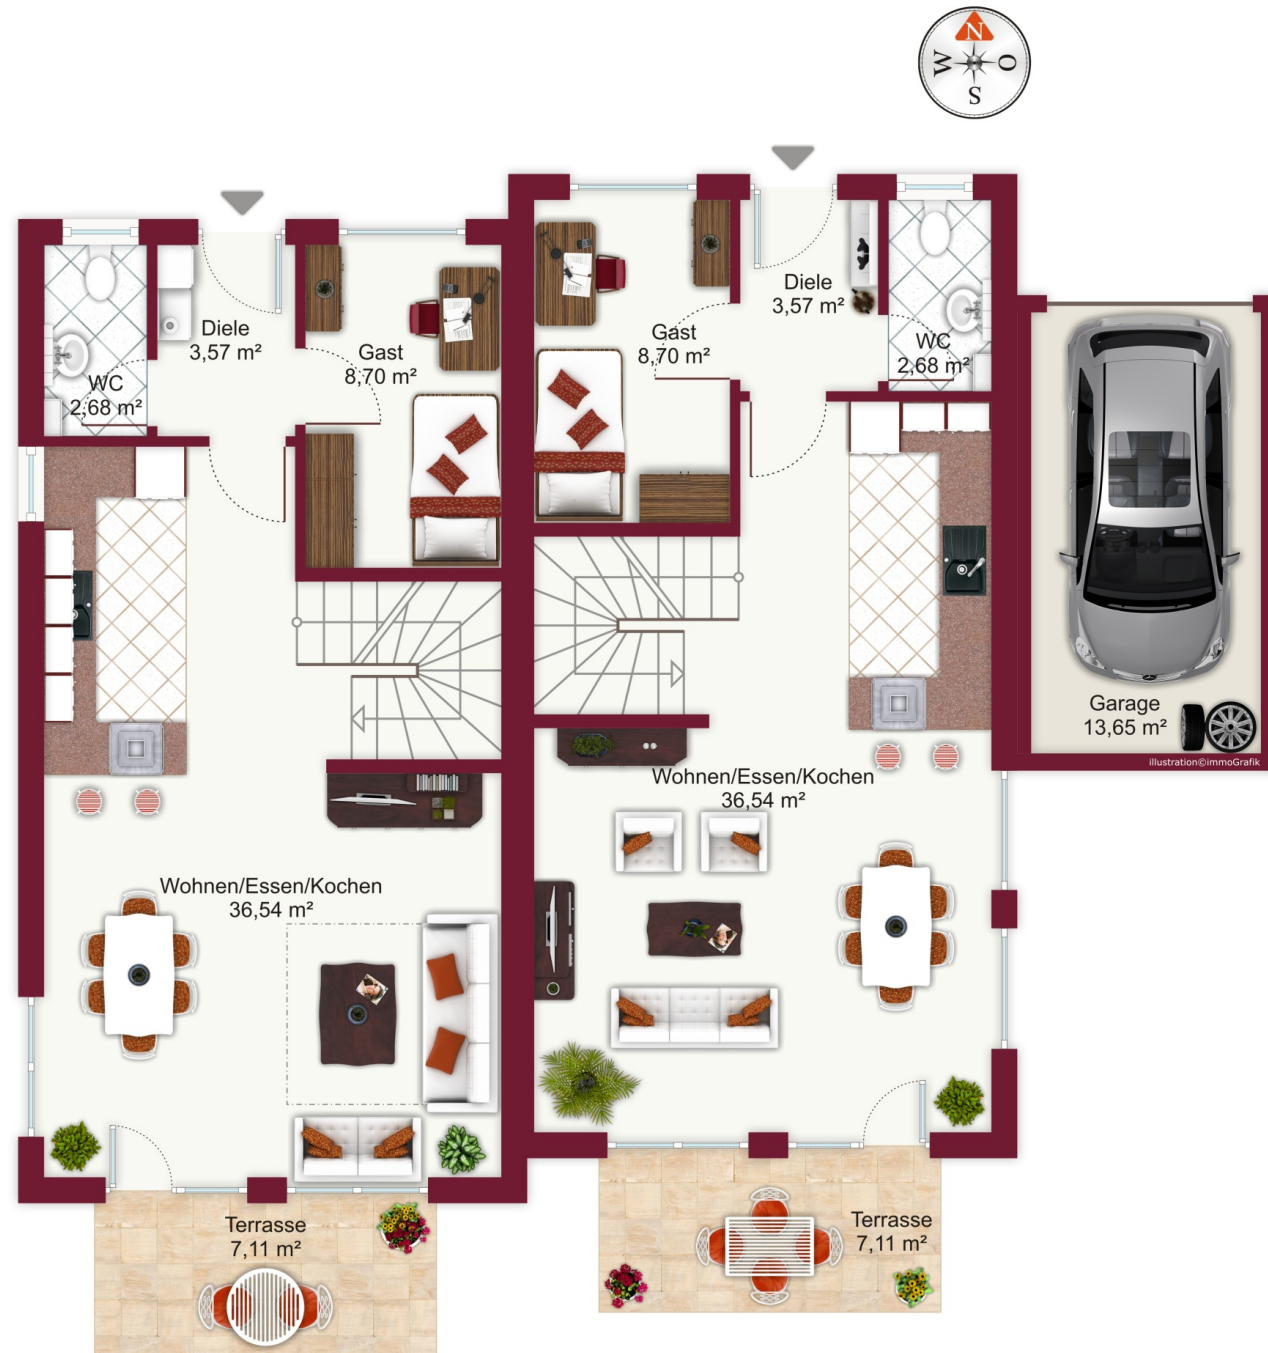 N
W O
S
Diele
3,57 m²
WC
2,68 m²
Gast
8,70 m²
Gast
8,70 m²
Diele
3,57 m²
WC
2,68 m²
Garage
13,65 m²
illustration©immoGrafik
Wohnen/Essen/Kochen
36,54 m²
Wohnen/Essen/Kochen
36,54 m²
Terrasse
7,11 m²
Terrasse
7,11 m²